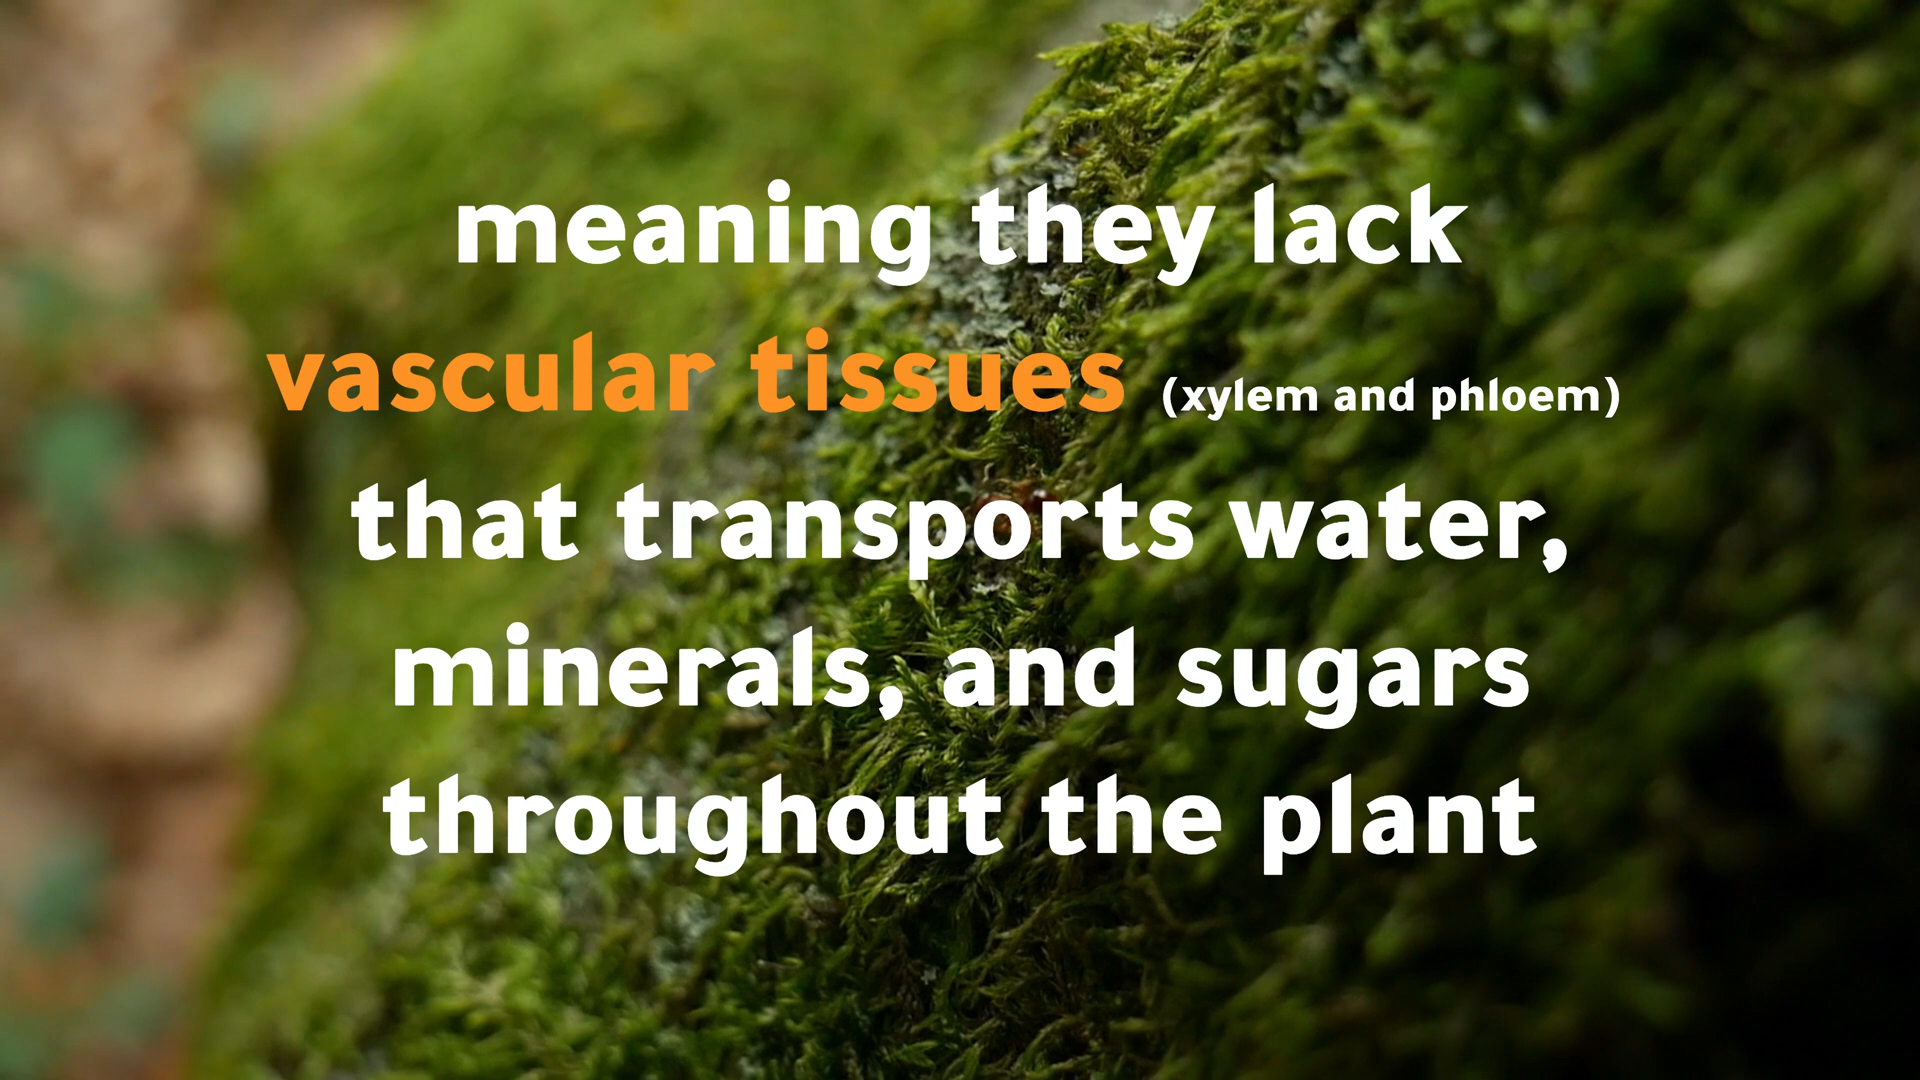 meaning they lack
vascular tissues (xylem and phloem)
that transports water,
minerals, and sugars
throughout the plant